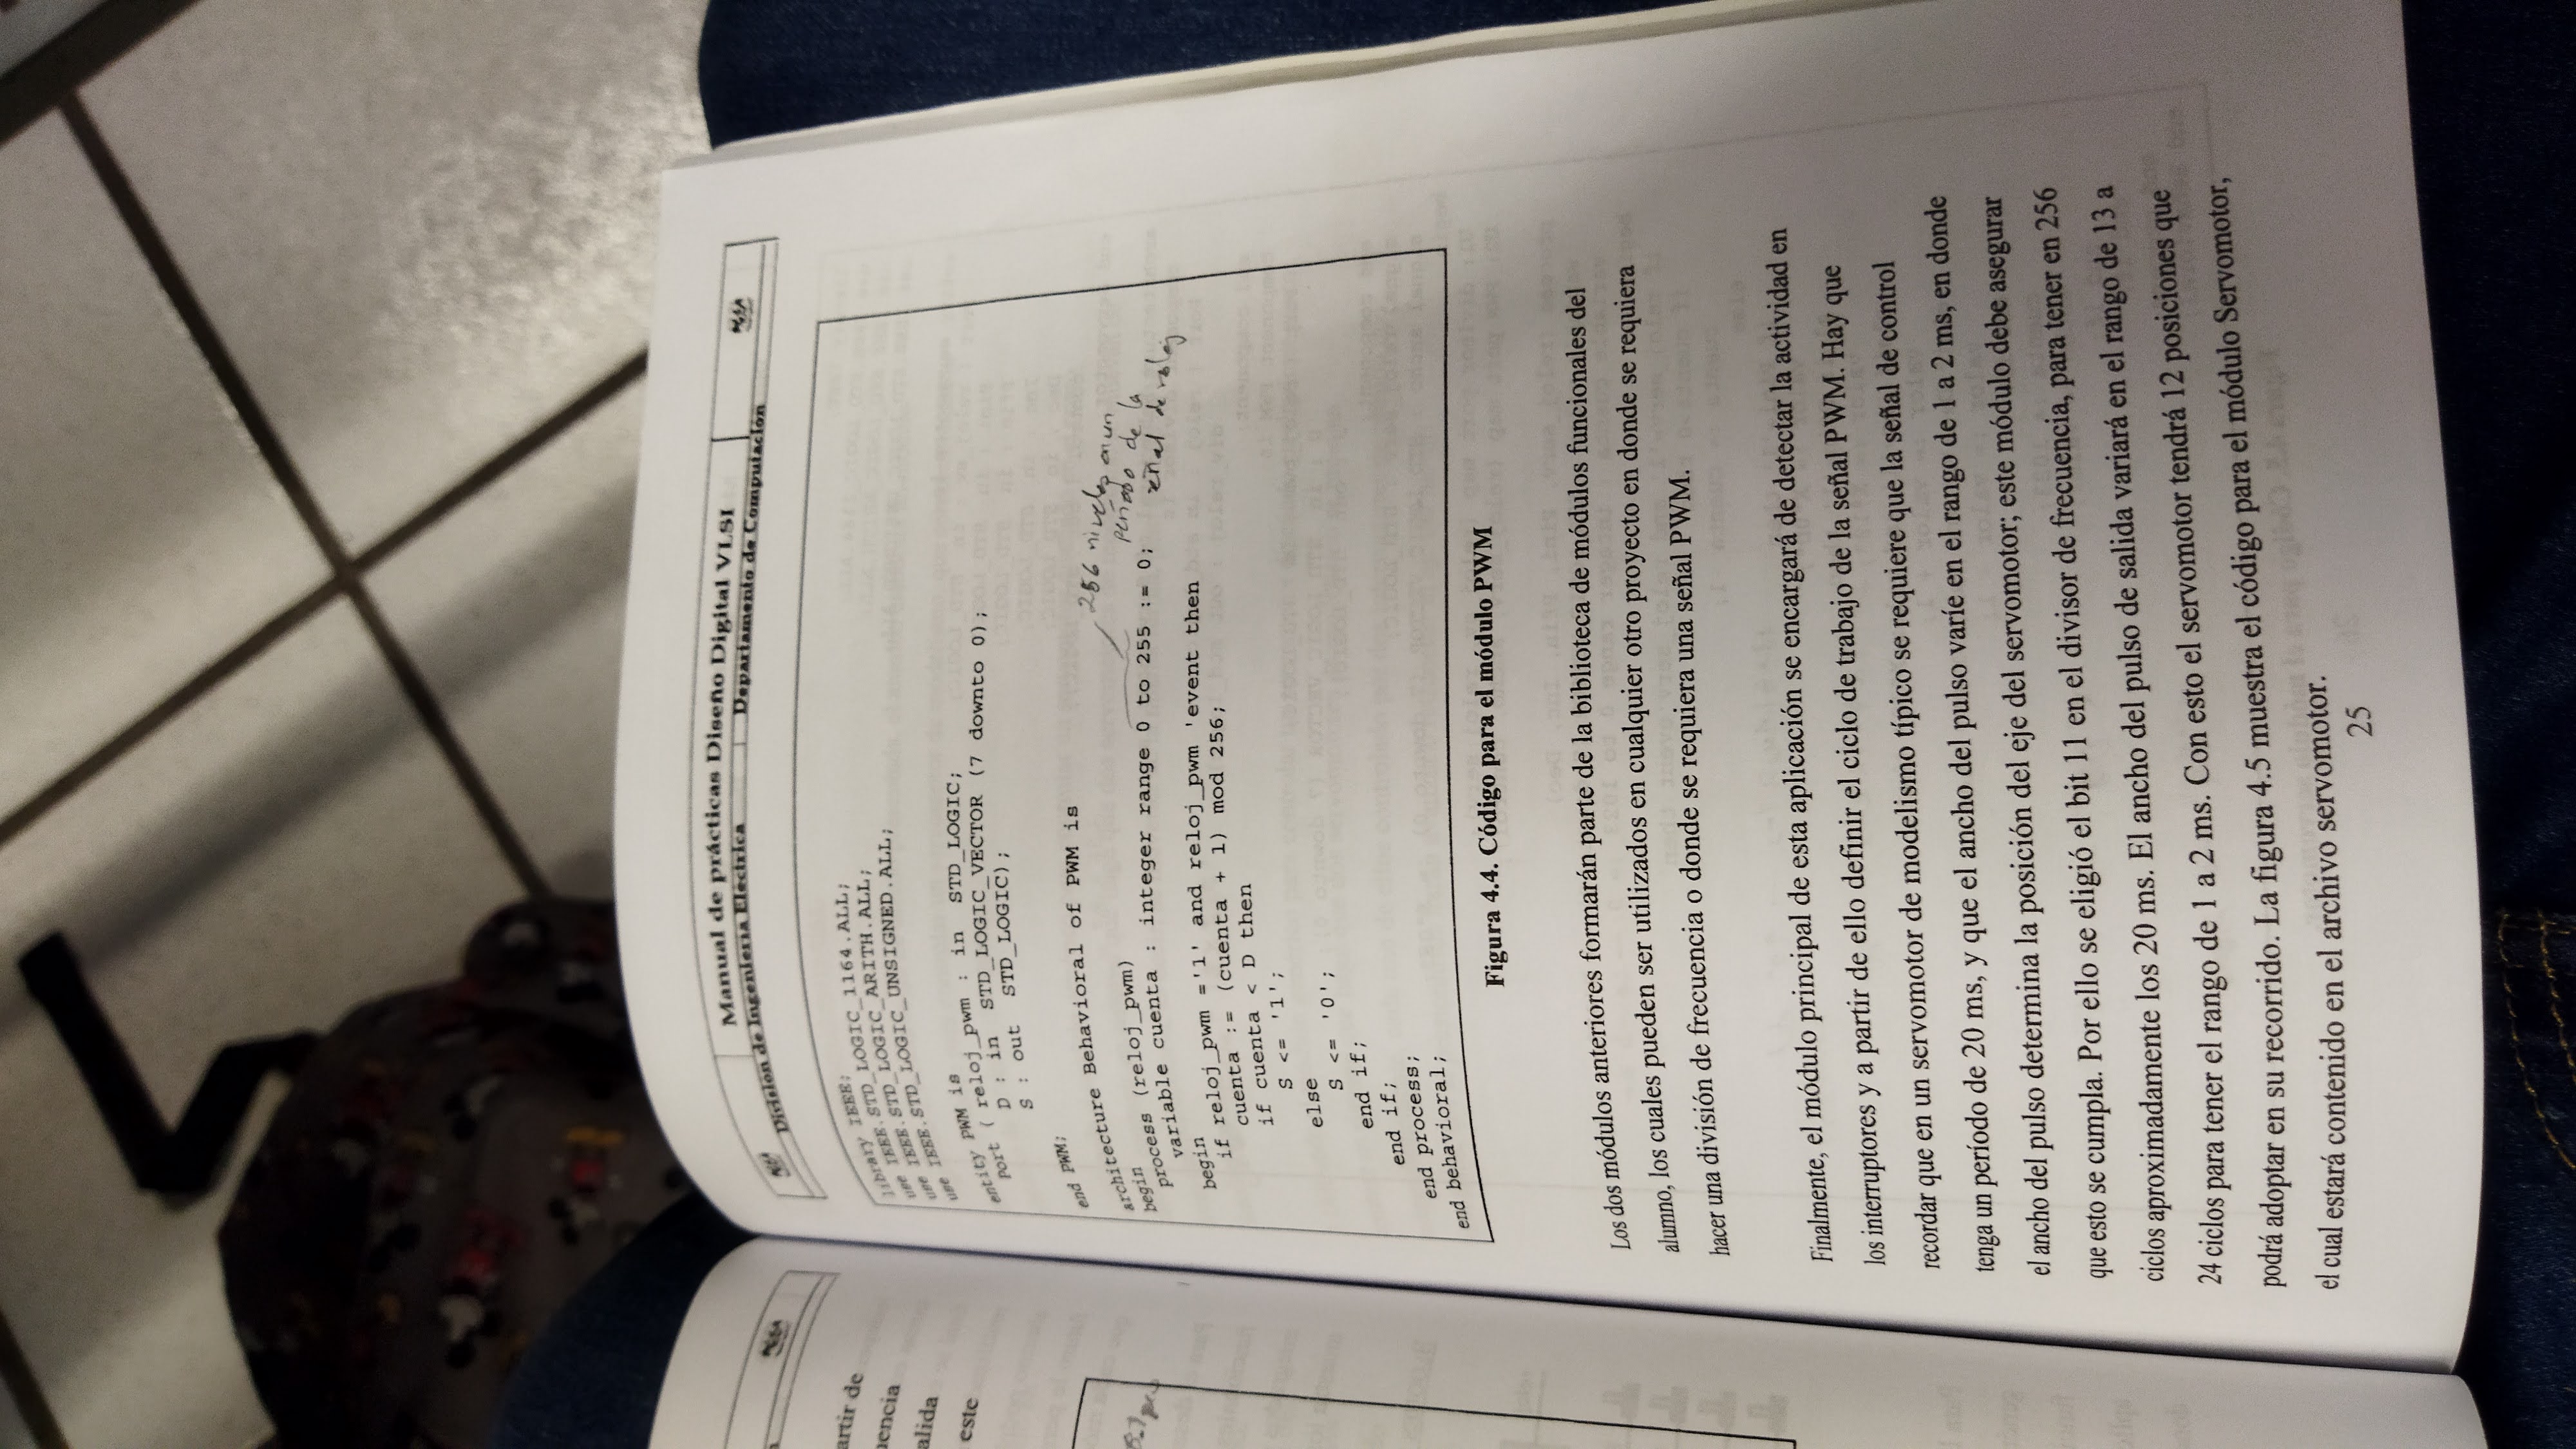 artir de
uencia
alida
este
Manual de prácticas Diseño Digital VLSI
División de Ingeniería Eléctrica Departamento de Computación
library IEEE;
use IEEE.STD_LOGIC_1164.ALL;
use IEEE.STD_LOGIC_ARITH.ALL;
use IEEE.STD_LOGIC_UNSIGNED.ALL;
entity PWM is
port ( reloj_pwm : in STD_LOGIC;
D : in STD_LOGIC_VECTOR (7 downto 0);
S : out STD_LOGIC);
end PWM;
architecture Behavioral of PWM is
begin
process (reloj_pwm)
variable cuenta : integer range 0 to 255 := 0;
256 niveles en un
período de la
señal de reloj
begin
if reloj_pwm ='1' and reloj_pwm 'event then
cuenta := (cuenta + 1) mod 256;
if cuenta < D then
S <= '1';
else
S <= '0';
end if;
end if;
end process;
end behavioral;
Figura 4.4. Código para el módulo PWM
Los dos módulos anteriores formarán parte de la biblioteca de módulos funcionales del
alumno, los cuales pueden ser utilizados en cualquier otro proyecto en donde se requiera
hacer una división de frecuencia o donde se requiera una señal PWM.
Finalmente, el módulo principal de esta aplicación se encargará de detectar la actividad en
los interruptores y a partir de ello definir el ciclo de trabajo de la señal PWM. Hay que
recordar que en un servomotor de modelismo típico se requiere que la señal de control
tenga un período de 20 ms, y que el ancho del pulso varíe en el rango de 1 a 2 ms, en donde
el ancho del pulso determina la posición del eje del servomotor; este módulo debe asegurar
que esto se cumpla. Por ello se eligió el bit 11 en el divisor de frecuencia, para tener en 256
ciclos aproximadamente los 20 ms. El ancho del pulso de salida variará en el rango de 13 a
24 ciclos para tener el rango de 1 a 2 ms. Con esto el servomotor tendrá 12 posiciones que
podrá adoptar en su recorrido. La figura 4.5 muestra el código para el módulo Servomotor,
el cual estará contenido en el archivo servomotor.
25